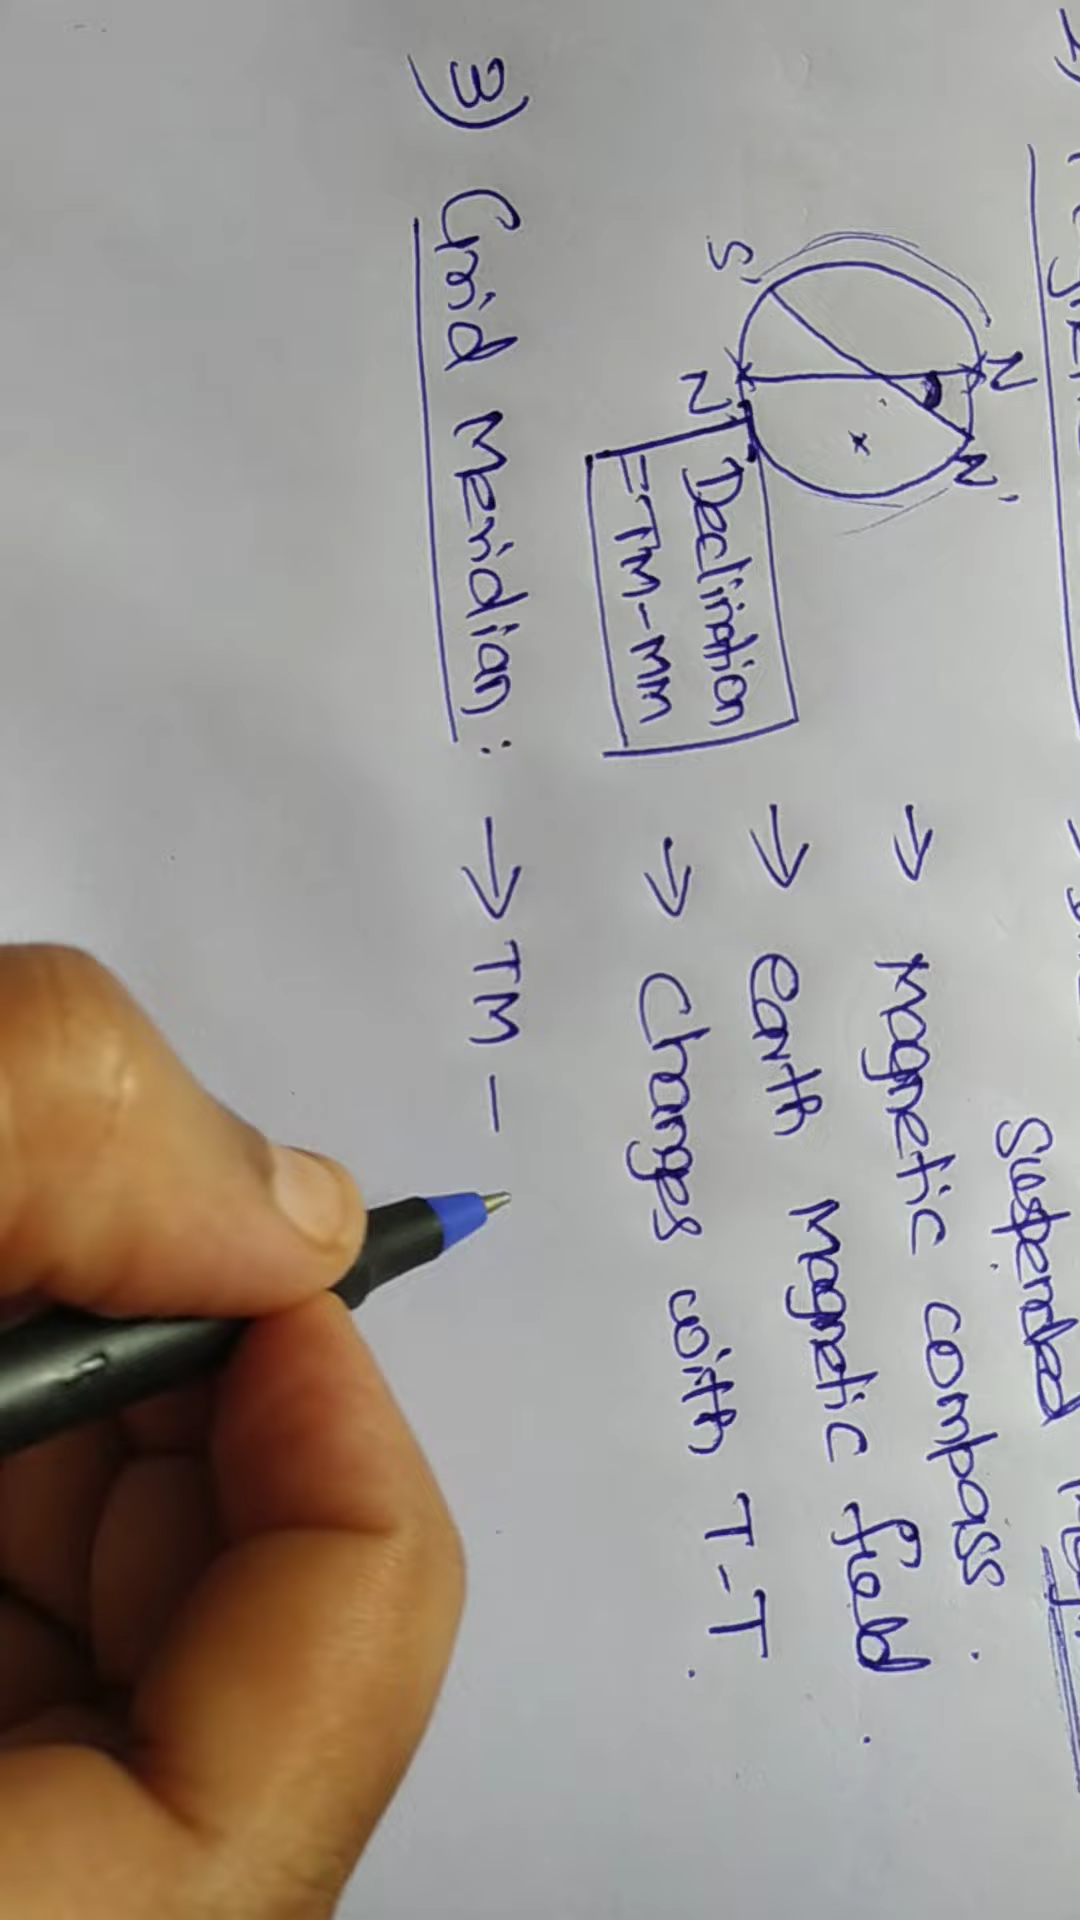 Suspended
→ Magnetic compass.
N
N'
S'
N'
→ earth magnetic field.
Declination
= TM-MM
→ changes with T-T.
3) Grid Meridian: → TM -